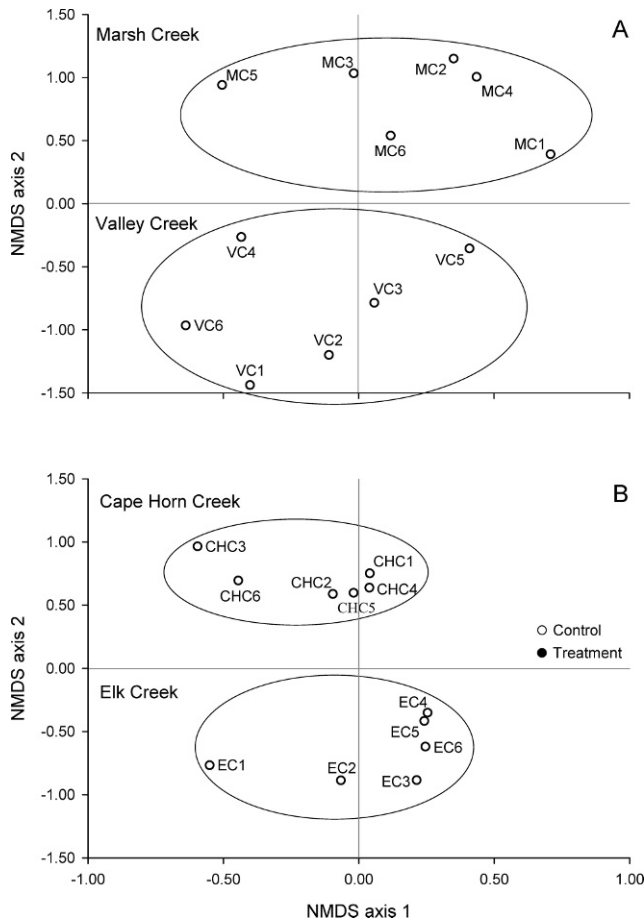 Marsh Creek
A
1.50
1.00
0.50
0.00
-0.50
-1.00
-1.50
NMDS axis 2
MC5
MC3
MC2
MC4
MC6
MC1
Valley Creek
VC4
VC5
VC3
VC6
VC2
VC1
Cape Horn Creek
B
1.50
1.00
0.50
0.00
-0.50
-1.00
-1.50
NMDS axis 2
CHC3
CHC1
CHC6
CHC2
CHC4
CHC5
Control
Treatment
Elk Creek
EC4
EC5
EC6
EC1
EC2
EC3
-1.00 -0.50 0.00 0.50 1.00
NMDS axis 1